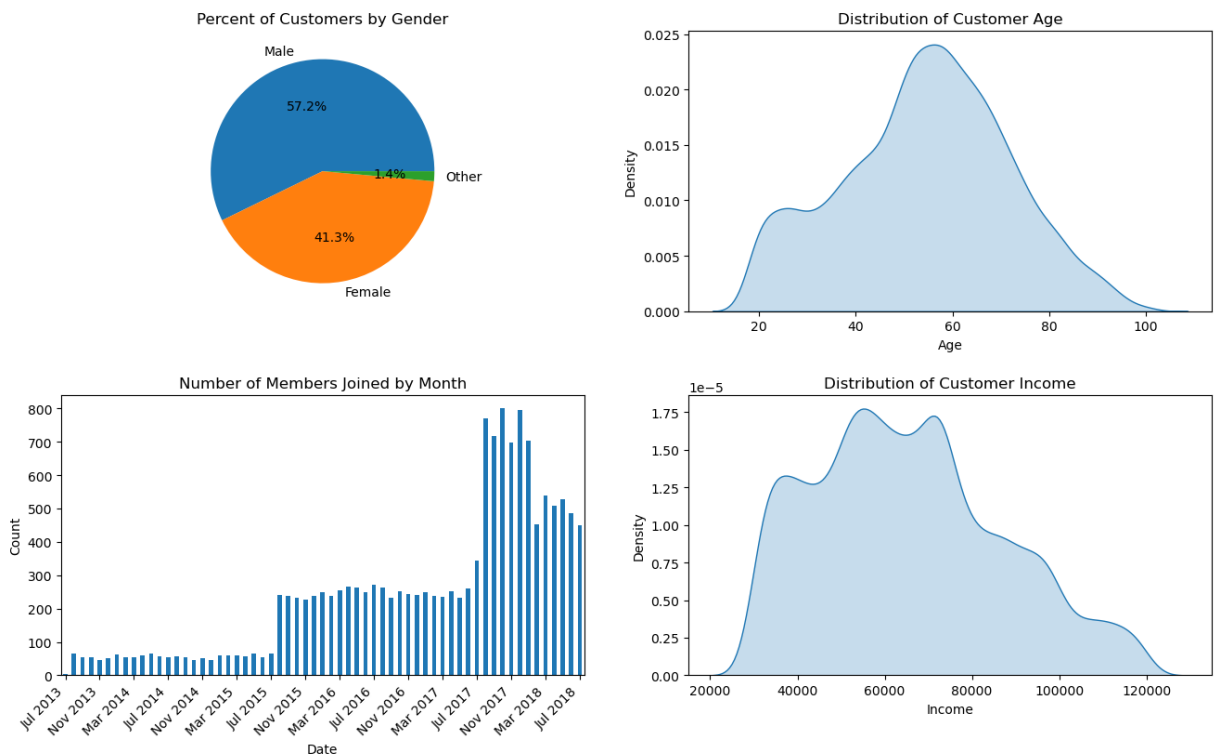 Percent of Customers by Gender
Male
57.2%
1.4%
Other
41.3%
Female
Distribution of Customer Age
0.025
0.020
0.015
0.010
0.005
0.000
Density
20 40 60 80 100
Age
Number of Members Joined by Month
800
700
600
500
400
300
200
100
0
Count
Jul 2013 Nov 2013 Mar 2014 Jul 2014 Nov 2014 Mar 2015 Jul 2015 Nov 2015 Mar 2016 Jul 2016 Nov 2016 Mar 2017 Jul 2017 Nov 2017 Mar 2018 Jul 2018
Date
Distribution of Customer Income
1e-5
1.75
1.50
1.25
1.00
0.75
0.50
0.25
0.00
Density
20000 40000 60000 80000 100000 120000
Income